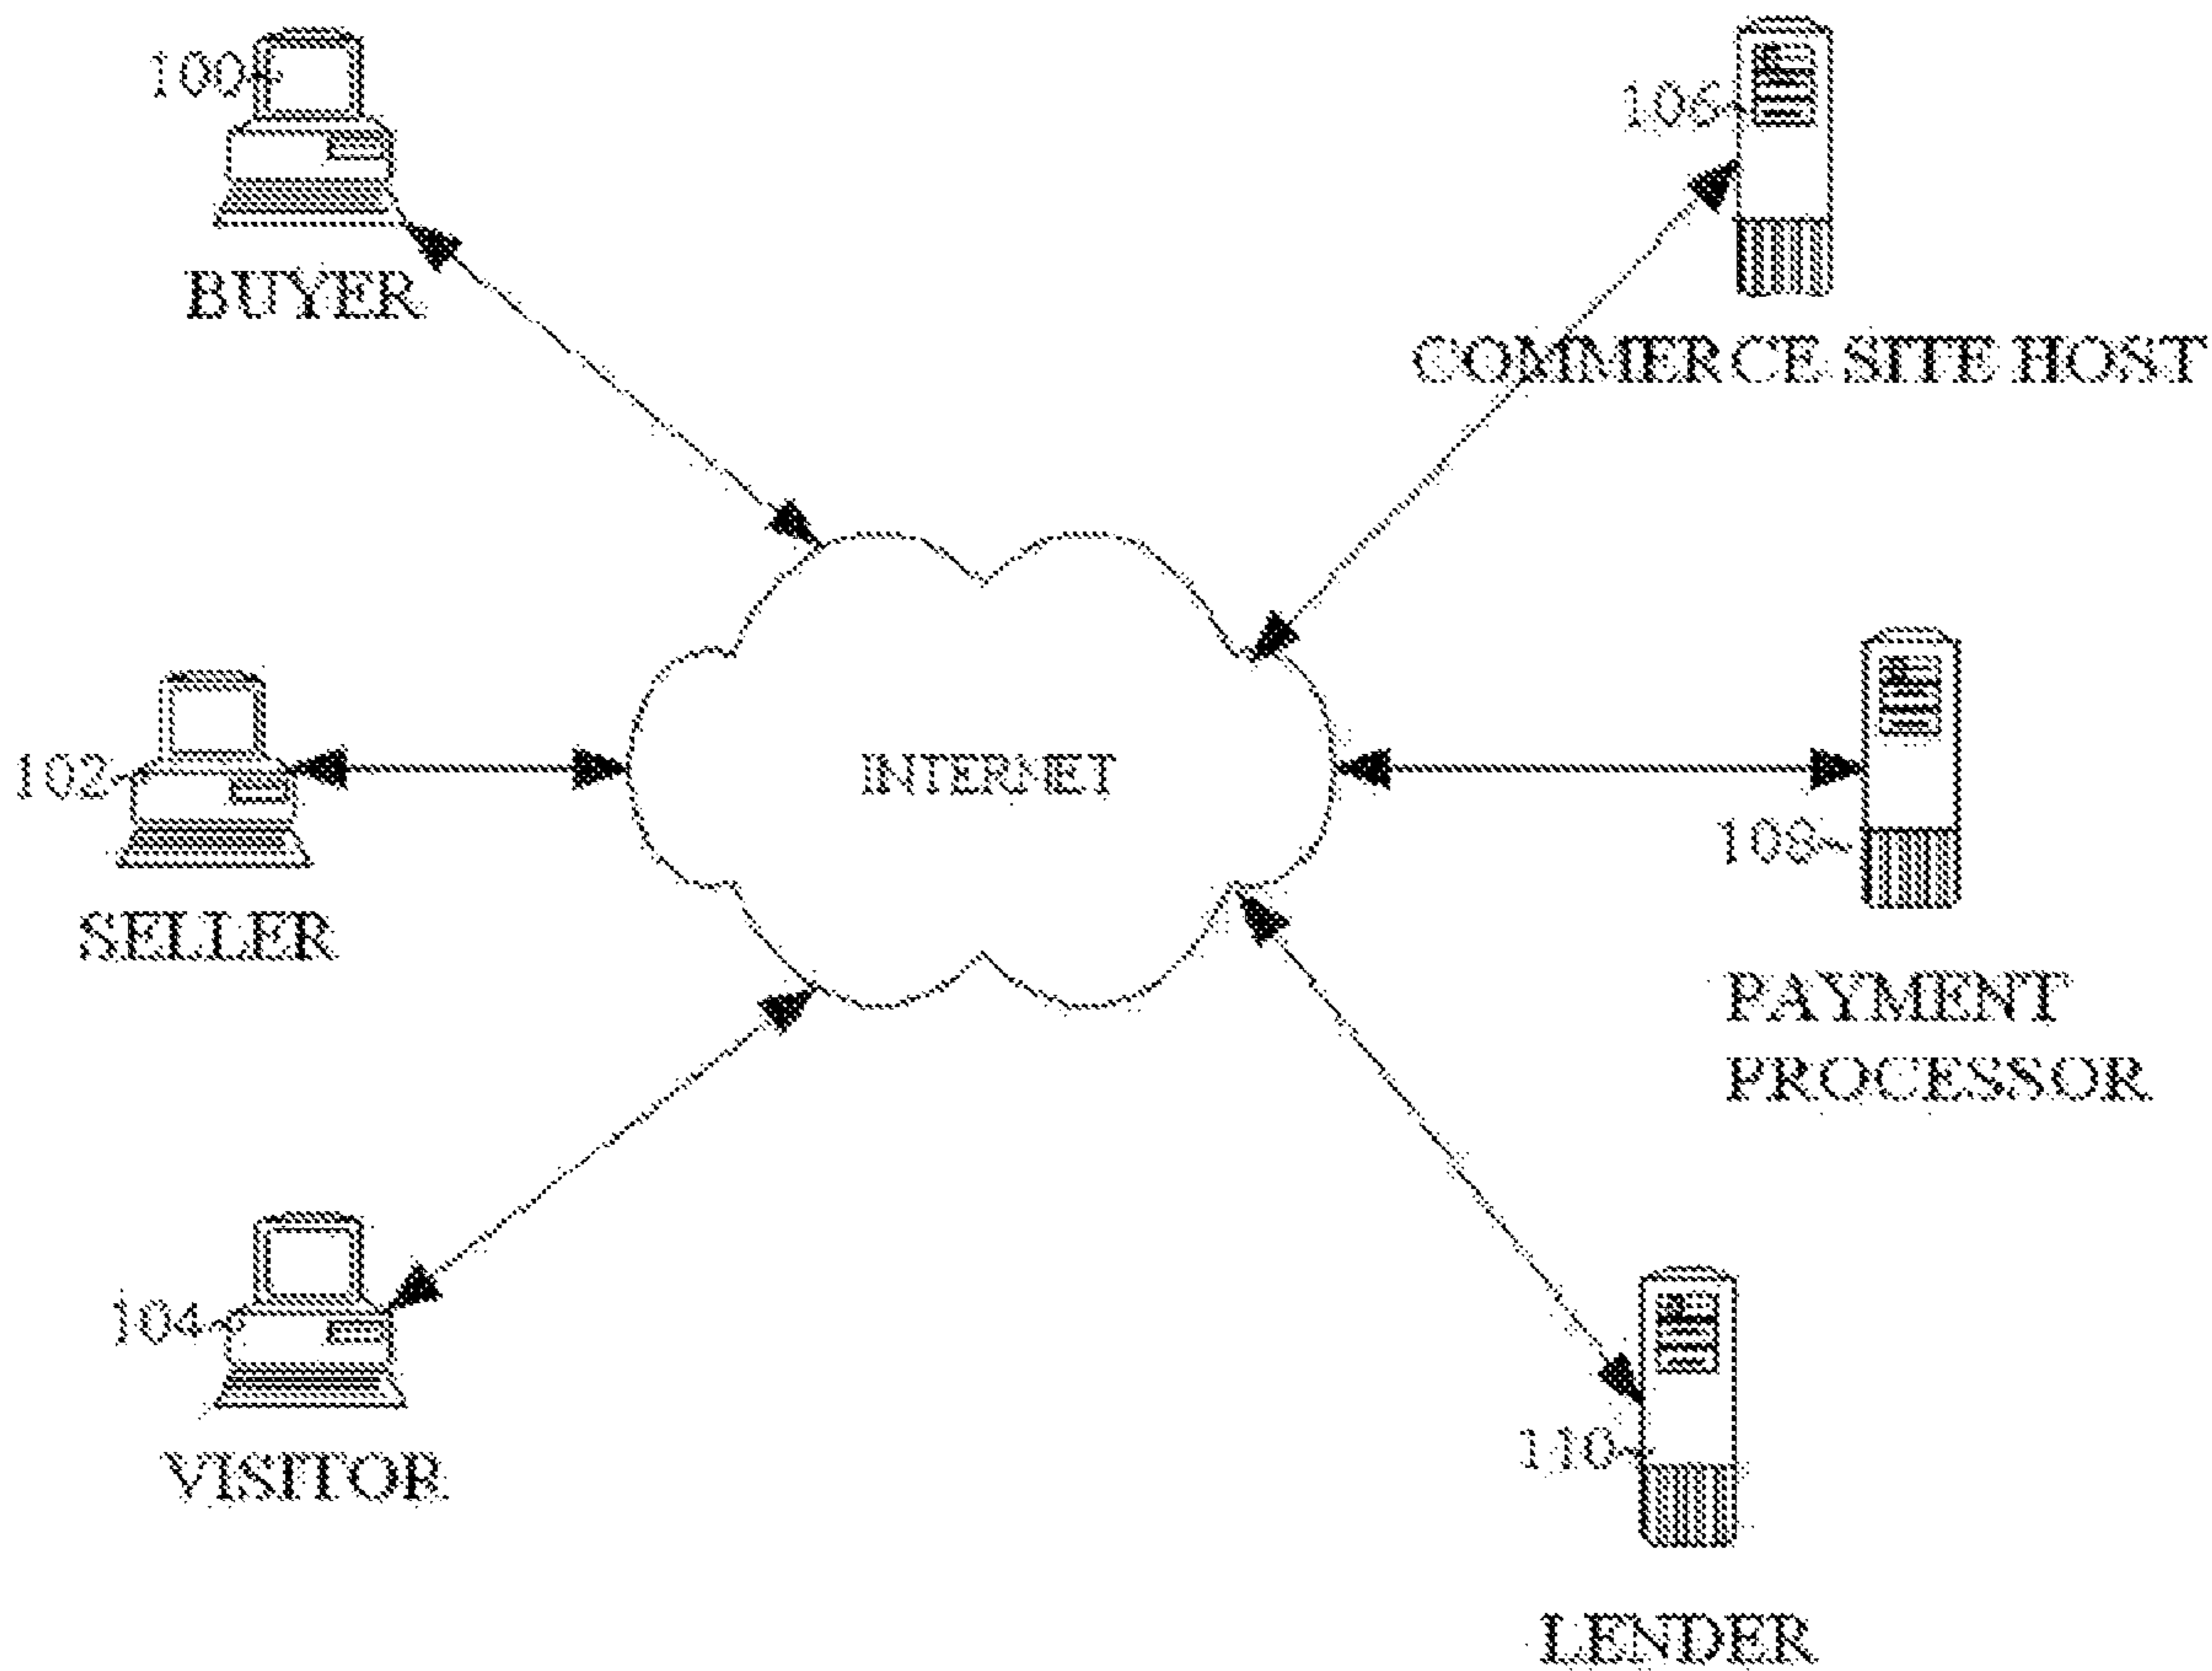 100
BUYER
106
COMMERCE SITE HOST
102
SELLER
INTERNET
108
PAYMENT
PROCESSOR
104
VISITOR
110
LENDER